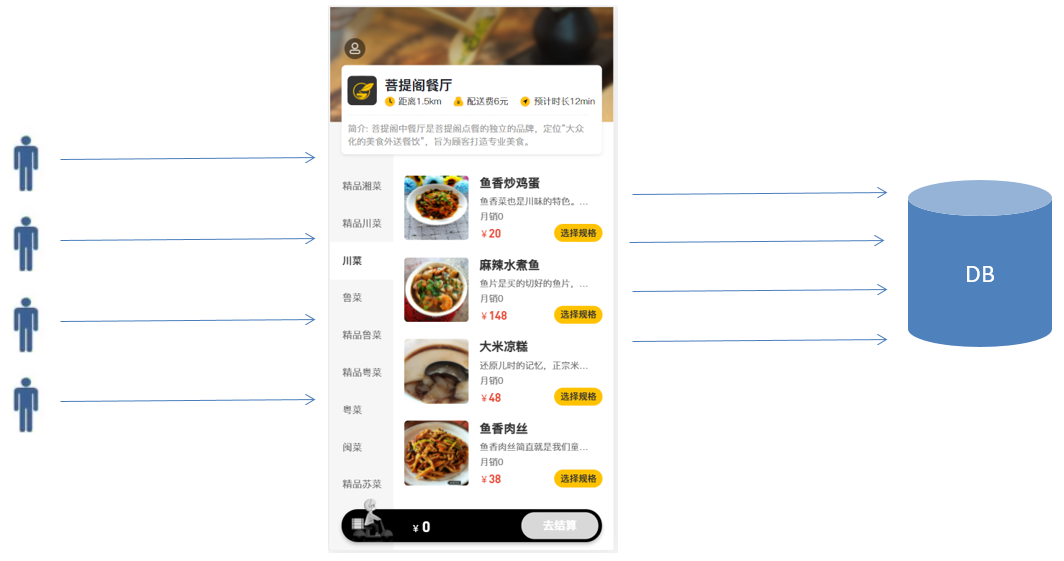 菩提阁餐厅
距离1.5km 配送费6元 预计时长12min
简介: 菩提阁中餐厅是菩提阁点餐的独立的品牌，定位“大众
化的美食外送餐饮”，旨为顾客打造专业美食。
精品湘菜
精品川菜
川菜
鲁菜
精品鲁菜
精品粤菜
粤菜
闽菜
精品苏菜
鱼香炒鸡蛋
鱼香菜也是川味的特色。...
月销0
￥20 选择规格
麻辣水煮鱼
鱼片是买的切好的鱼片，...
月销0
￥148 选择规格
大米凉糕
还原儿时的记忆，正宗米...
月销0
￥48 选择规格
鱼香肉丝
鱼香肉丝简直就是我们童...
月销0
￥38 选择规格
￥0 去结算
DB